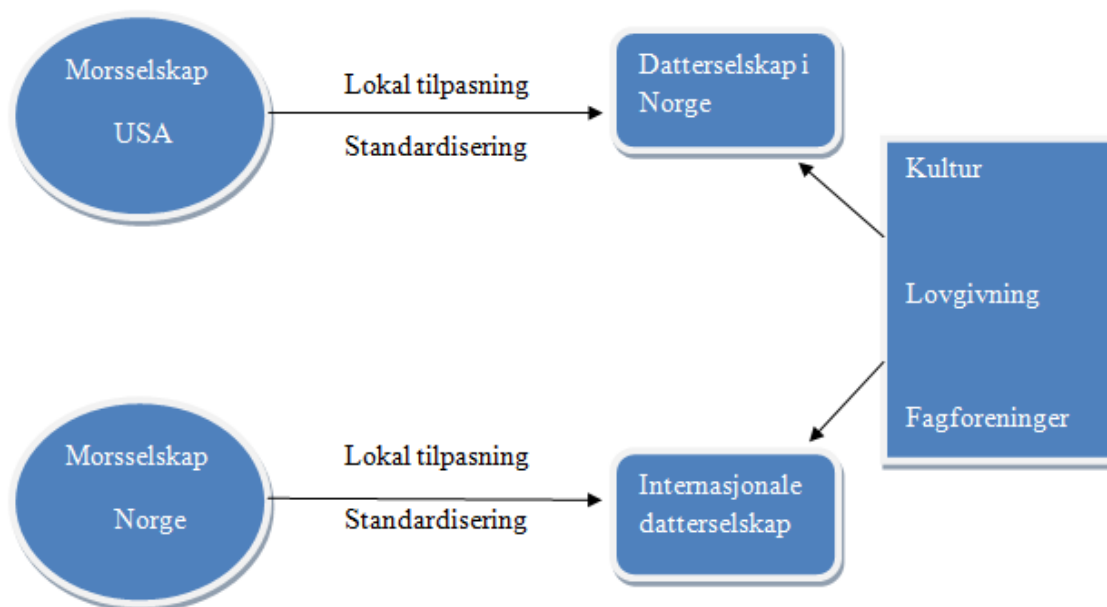 Morsselskap
USA
Lokal tilpasning
Standardisering
Datterselskap i
Norge
Kultur
Lovgivning
Fagforeninger
Morsselskap
Norge
Lokal tilpasning
Standardisering
Internasjonale
datterselskap